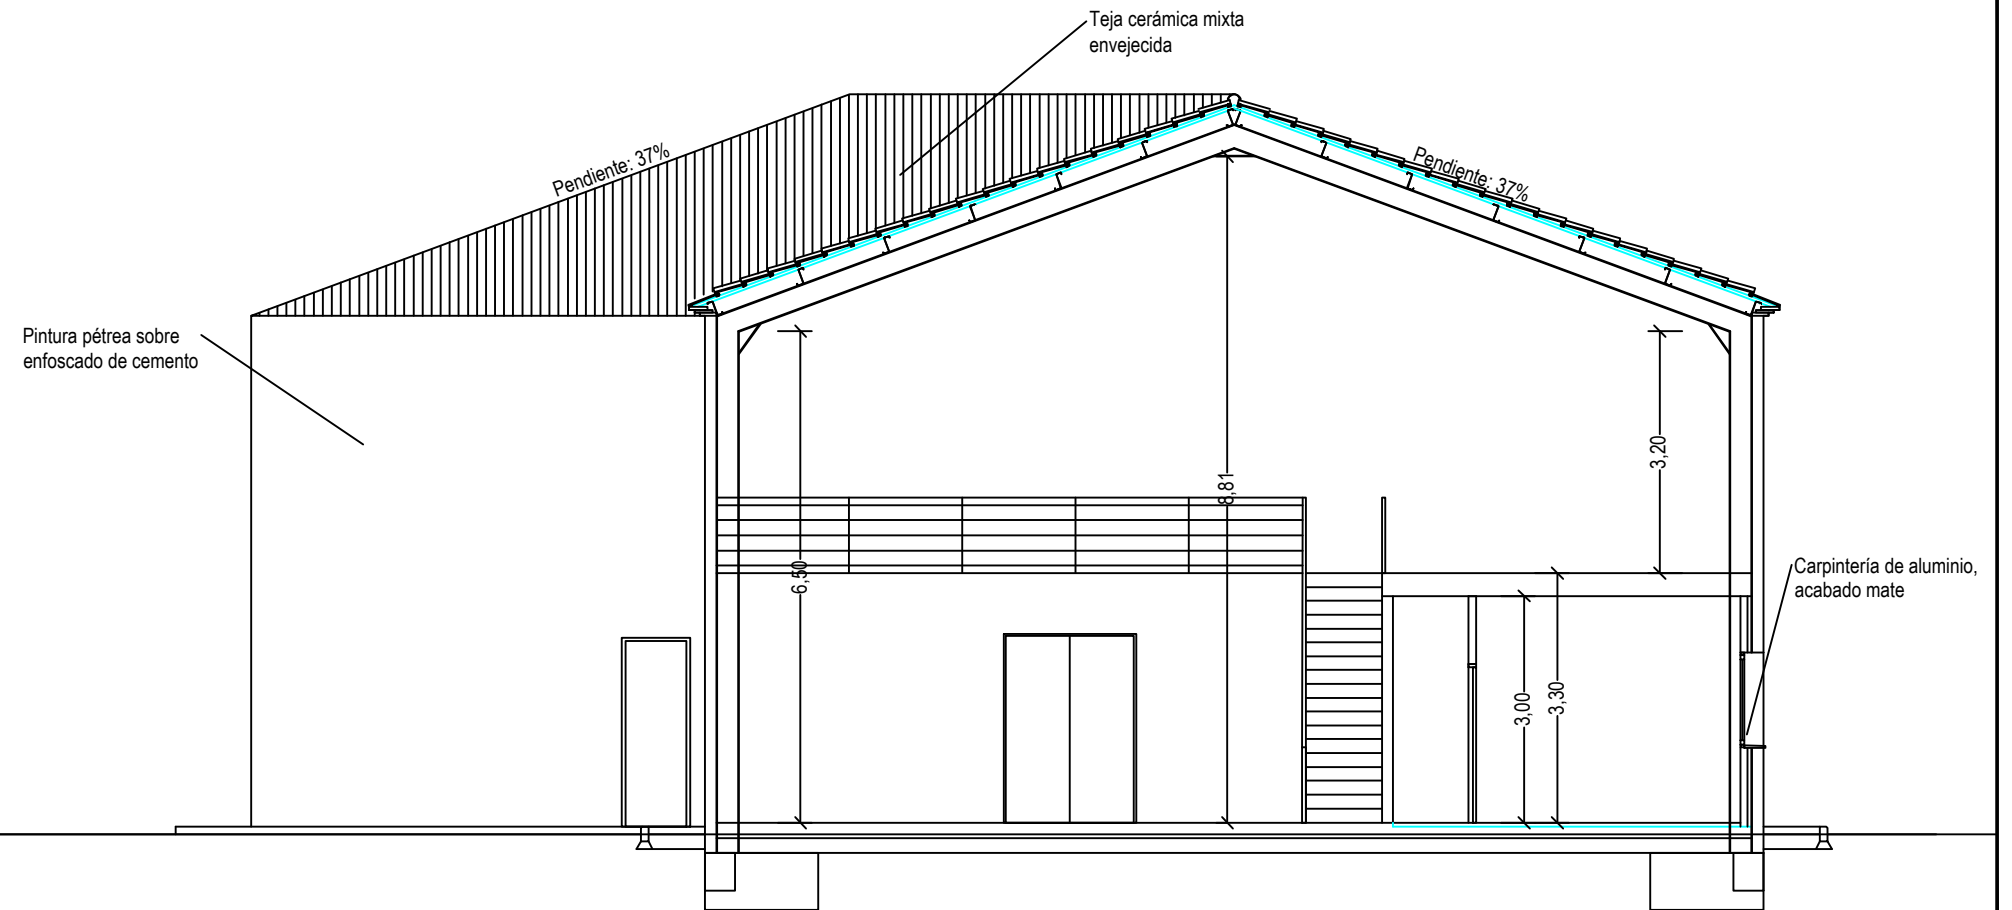 Teja cerámica mixta
envejecida
Pendiente: 37%
Pendiente: 37%
Pintura pétrea sobre
enfoscado de cemento
3,20
8,81
6,50
Carpintería de aluminio,
acabado mate
3,00
3,30